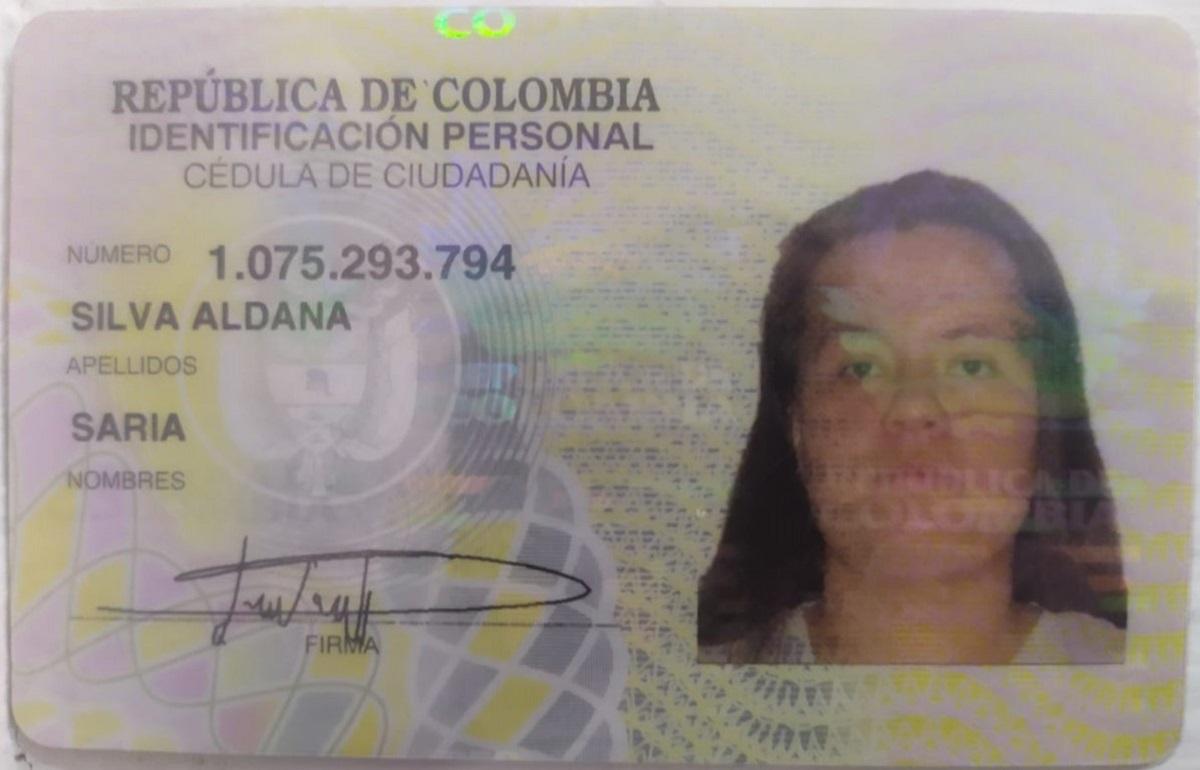 CO
REPÚBLICA DE COLOMBIA
IDENTIFICACIÓN PERSONAL
CÉDULA DE CIUDADANÍA
NÚMERO 1.075.293.794
SILVA ALDANA
APELLIDOS
SARIA
NOMBRES
FIRMA
REPÚBLICA DE
COLOMBIA